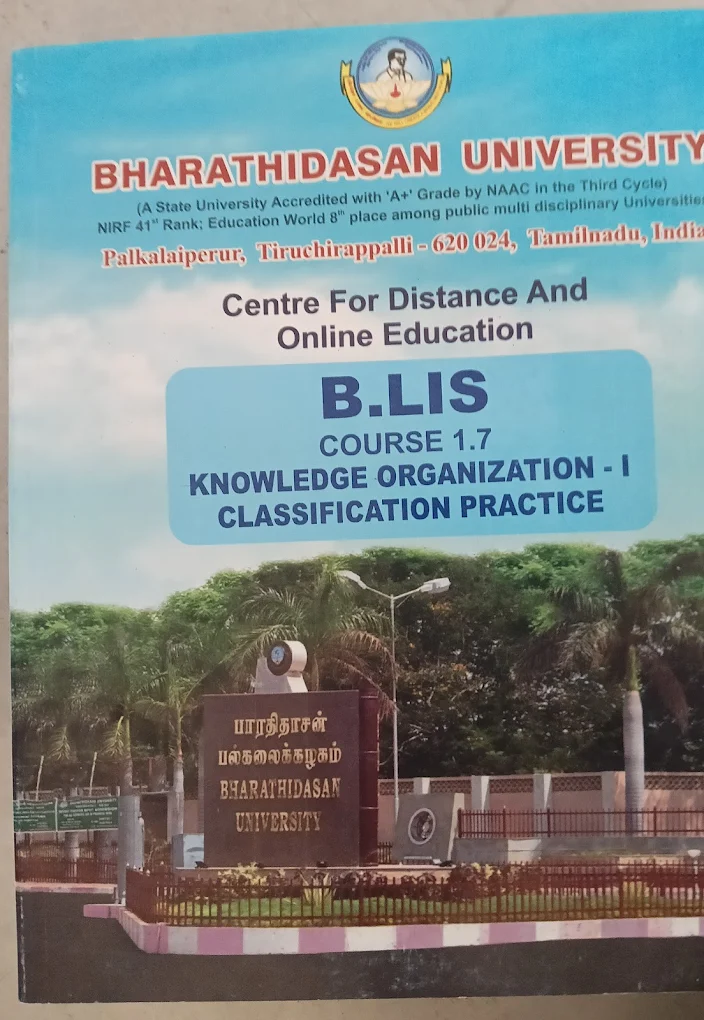 BHARATHIDASAN UNIVERSITY
(A State University Accredited with 'A+' Grade by NAAC in the Third Cycle)
NIRF 41st Rank; Education World 8th place among public multi disciplinary Universities
Palkalaiperur, Tiruchirappalli - 620 024, Tamilnadu, India
Centre For Distance And
Online Education
B.LIS
COURSE 1.7
KNOWLEDGE ORGANIZATION - I
CLASSIFICATION PRACTICE
பாரதிதாசன்
பல்கலைக்கழகம்
BHARATHIDASAN
UNIVERSITY
BHARATHIDASAN UNIVERSITY